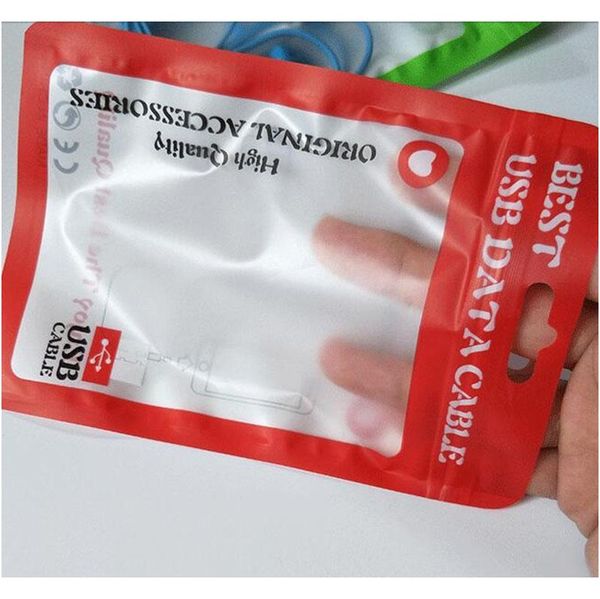 BEST
USB DATA CABLE
High Quality
ORIGINAL ACCESSORIES
USB
CABLE